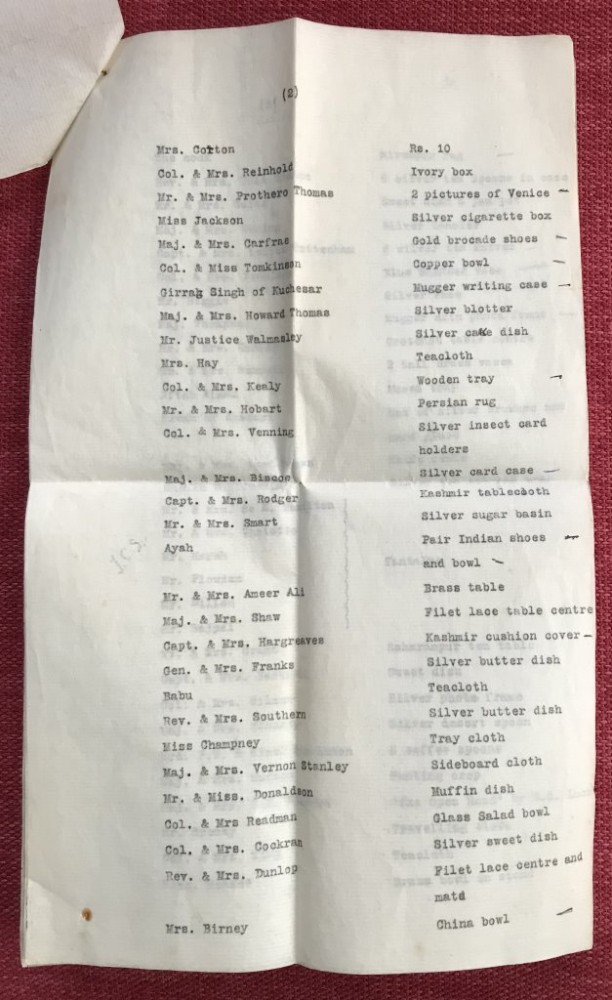 (2)
Mrs. Cotton Rs. 10
Col. & Mrs. Reinhold Ivory box
Mr. & Mrs. Prothero Thomas 2 pictures of Venice —
Miss Jackson Silver cigarette box
Maj. & Mrs. Carfrae Gold brocade shoes —
Col. & Miss Tomkinson Copper bowl —
Girrag Singh of Kuchesar Mugger writing case —
Maj. & Mrs. Howard Thomas Silver blotter
Mr. Justice Walmasley Silver cake dish
Mrs. Hay Teacloth
Col. & Mrs. Kealy Wooden tray —
Mr. & Mrs. Hobart Persian rug
Col. & Mrs. Venning Silver insect card
holders
Maj. & Mrs. Biscoe Silver card case —
Capt. & Mrs. Rodger Kashmir tablecloth
Mr. & Mrs. Smart Silver sugar basin
I.C.S. Ayah Pair Indian shoes —
and bowl —
Mr. & Mrs. Ameer Ali Brass table
Maj. & Mrs. Shaw Filet lace table centre
Capt. & Mrs. Hargreaves Kashmir cushion cover —
Gen. & Mrs. Franks Silver butter dish
Babu Teacloth
Rev. & Mrs. Southern Silver butter dish
Miss Champney Tray cloth
Maj. & Mrs. Vernon Stanley Sideboard cloth
Mr. & Miss. Donaldson Muffin dish
Col. & Mrs Readman Glass Salad bowl
Col. & Mrs. Cockran Silver sweet dish
Rev. & Mrs. Dunlop Filet lace centre and
mats
Mrs. Birney China bowl —